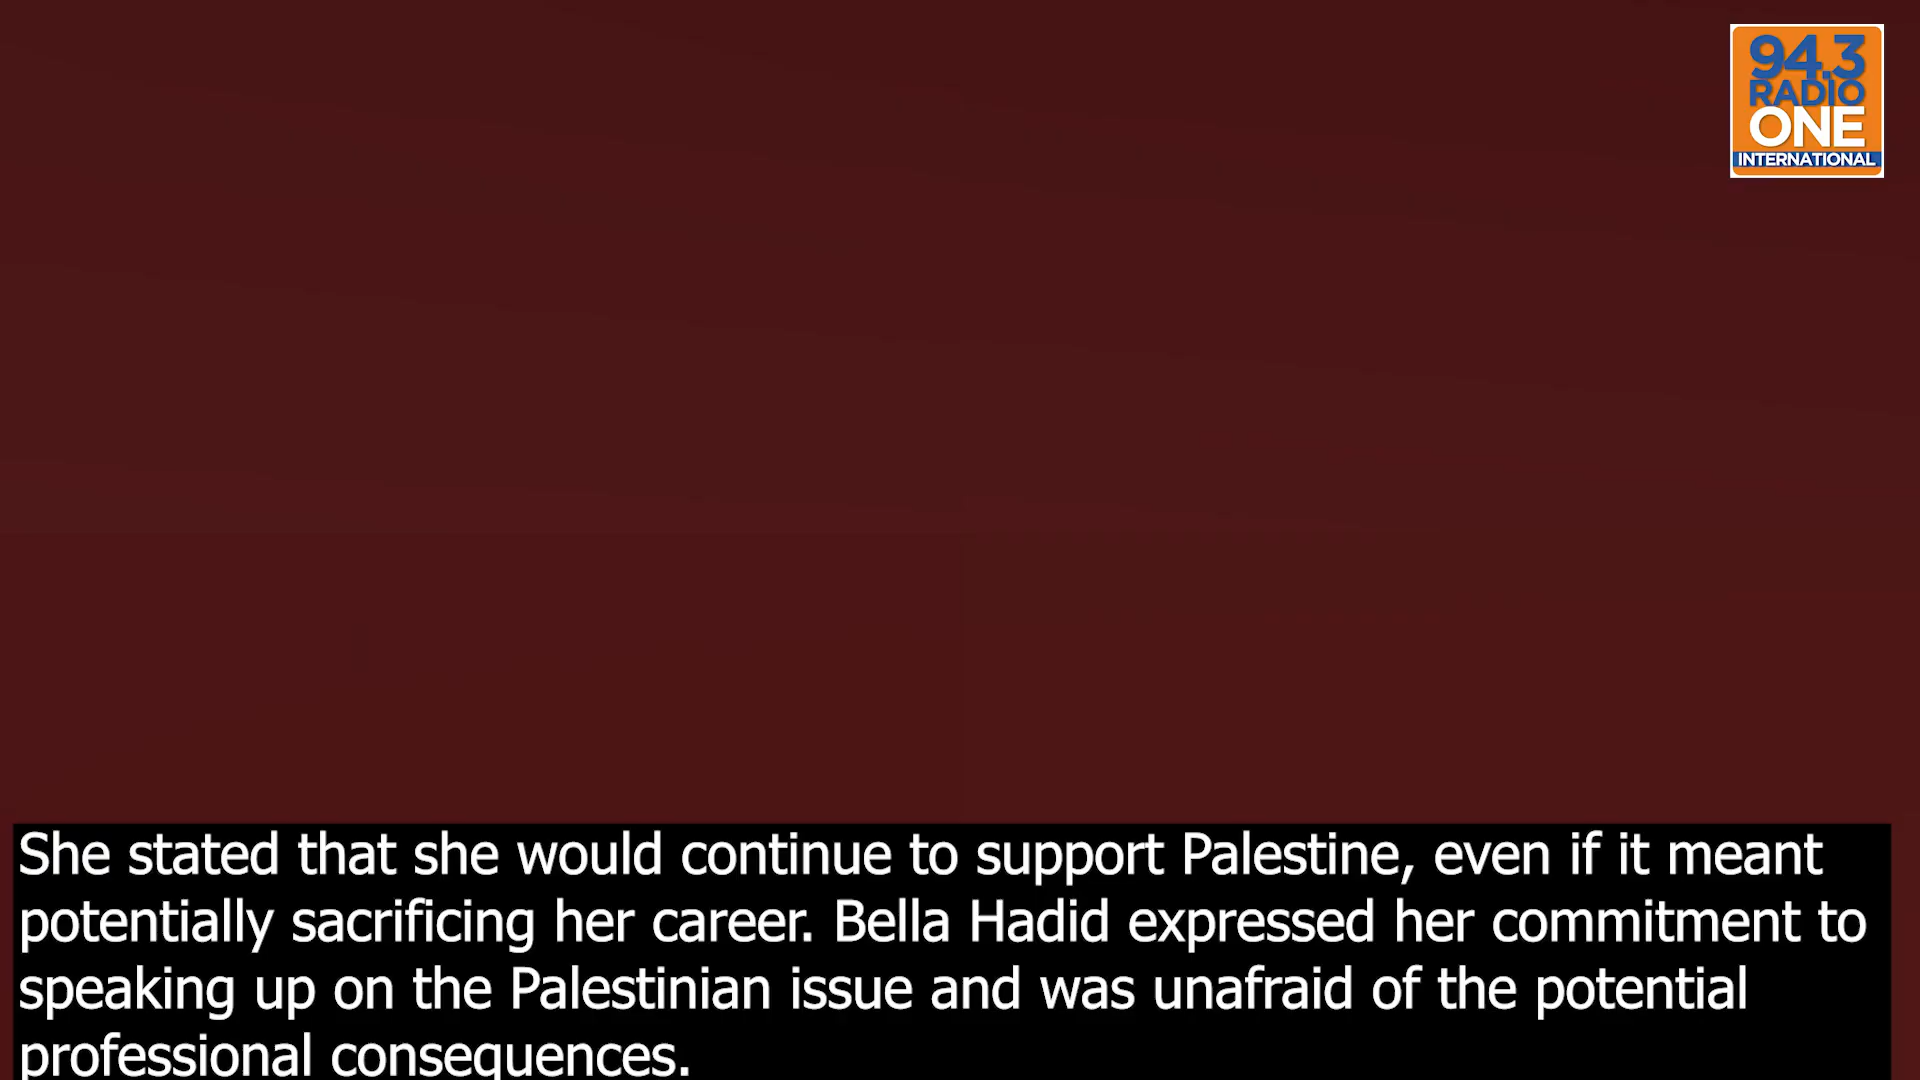 94.3
RADIO
ONE
INTERNATIONAL
She stated that she would continue to support Palestine, even if it meant
potentially sacrificing her career. Bella Hadid expressed her commitment to
speaking up on the Palestinian issue and was unafraid of the potential
professional consequences.